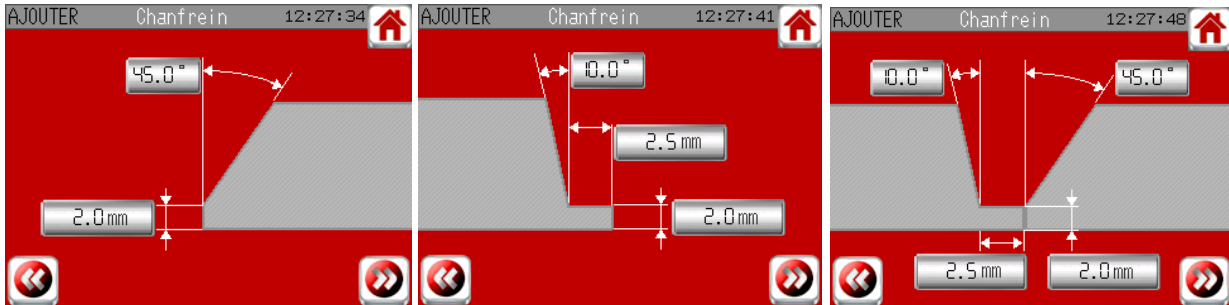 AJOUTER Chanfrein 12:27:34
45.0°
2.0mm
AJOUTER Chanfrein 12:27:41
10.0°
2.5mm
2.0mm
AJOUTER Chanfrein 12:27:48
10.0° 45.0°
2.5mm 2.0mm